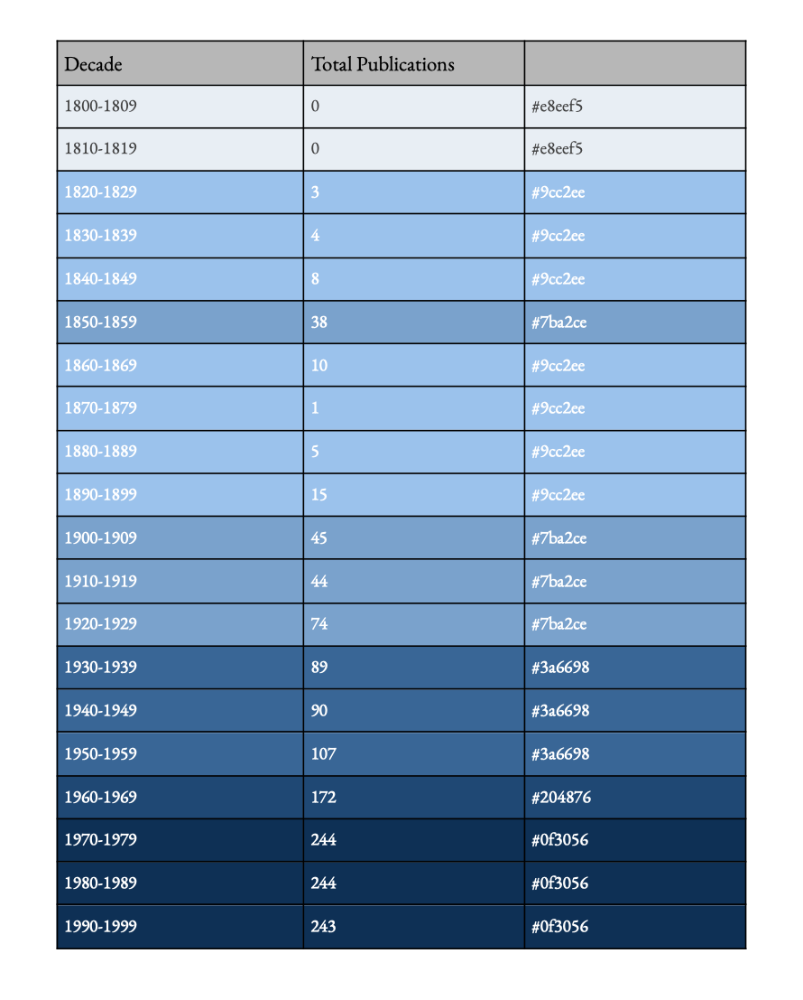 Decade Total Publications
1800-1809 0 #e8eef5
1810-1819 0 #e8eef5
1820-1829 3 #9cc2ee
1830-1839 4 #9cc2ee
1840-1849 8 #9cc2ee
1850-1859 38 #7ba2ce
1860-1869 10 #9cc2ee
1870-1879 1 #9cc2ee
1880-1889 5 #9cc2ee
1890-1899 15 #9cc2ee
1900-1909 45 #7ba2ce
1910-1919 44 #7ba2ce
1920-1929 74 #7ba2ce
1930-1939 89 #3a6698
1940-1949 90 #3a6698
1950-1959 107 #3a6698
1960-1969 172 #204876
1970-1979 244 #0f3056
1980-1989 244 #0f3056
1990-1999 243 #0f3056